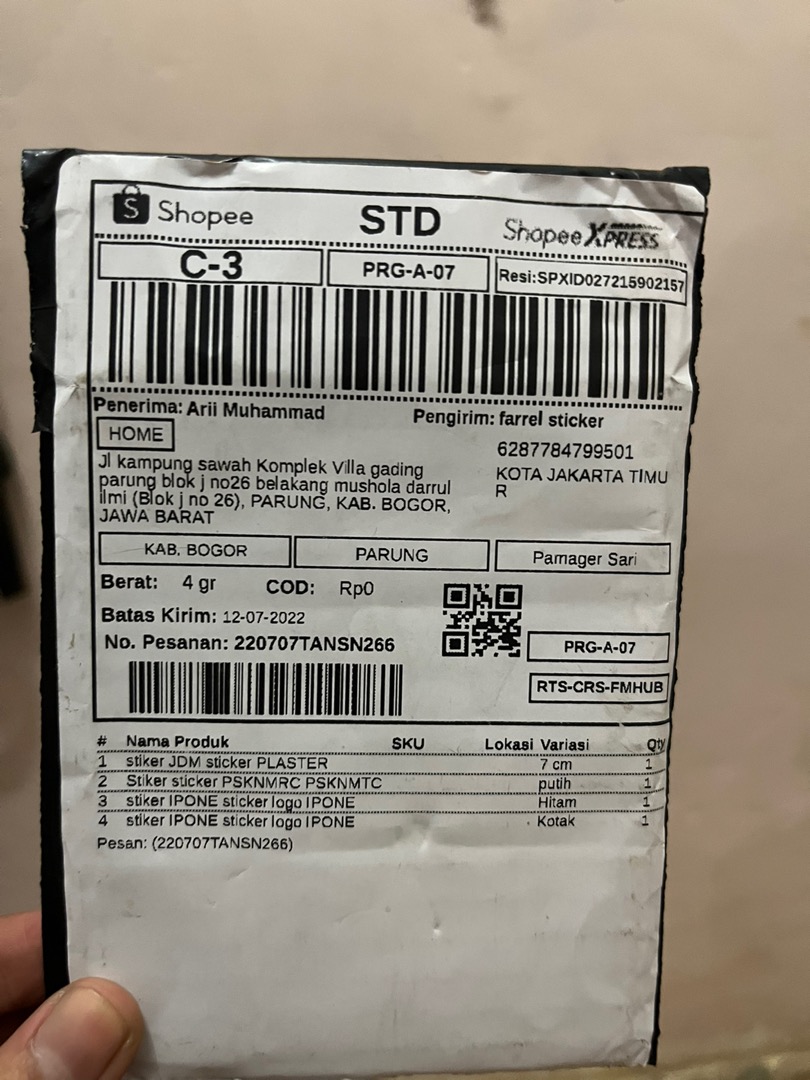 Shopee
STD
Shopee XPRESS
C-3
PRG-A-07
Resi:SPXID027215902157
Penerima: Arii Muhammad
Pengirim: farrel sticker
HOME
6287784799501
KOTA JAKARTA TIMU
R
Jl kampung sawah Komplek Villa gading
parung blok j no26 belakang mushola darrul
ilmi (Blok j no 26), PARUNG, KAB. BOGOR,
JAWA BARAT
KAB. BOGOR
PARUNG
Pamager Sari
Berat: 4 gr
COD: Rp0
Batas Kirim: 12-07-2022
No. Pesanan: 220707TANSN266
PRG-A-07
RTS-CRS-FMHUB
# Nama Produk SKU Lokasi Variasi Qty
1 stiker JDM sticker PLASTER 7 cm 1
2 Stiker sticker PSKNMRC PSKNMTC putih 1
3 stiker IPONE sticker logo IPONE Hitam 1
4 stiker IPONE sticker logo IPONE Kotak 1
Pesan: (220707TANSN266)